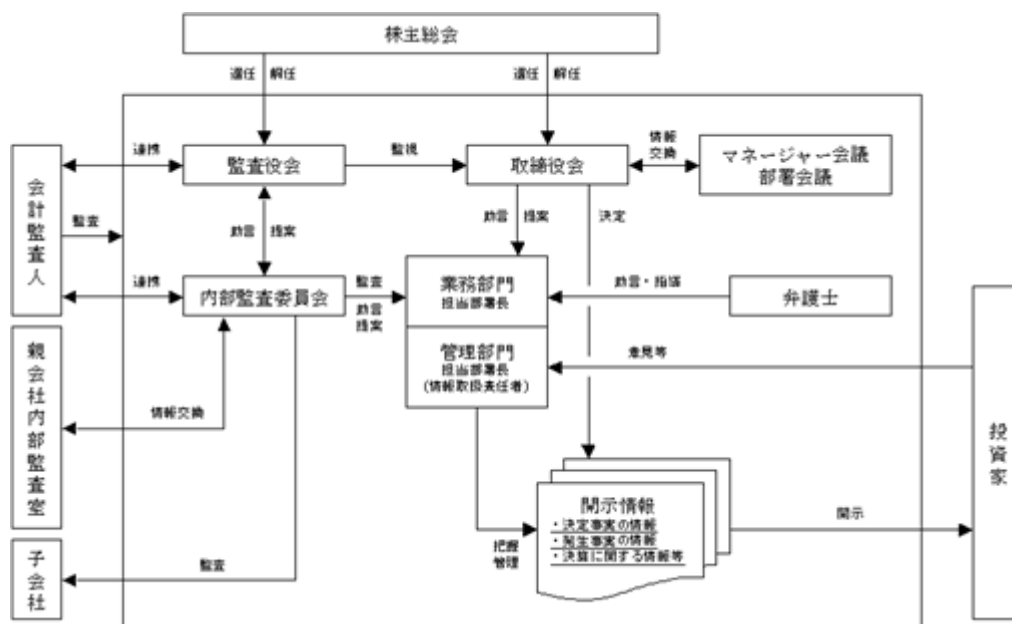 株主総会
選任 解任
選任 解任
会計監査人
連携
監査役会
監視
取締役会
情報
交換
マネージャー会議
部署会議
監査
助言 提案
助言 提案
決定
連携
内部監査委員会
監査
助言
提案
業務部門
担当部署長
助言・指導
弁護士
管理部門
担当部署長
(情報取扱責任者)
意見等
投資家
親会社内部監査室
情報交換
開示情報
・決定事実の情報
・発生事実の情報
・決算に関する情報等
把握
管理
開示
子会社
監査